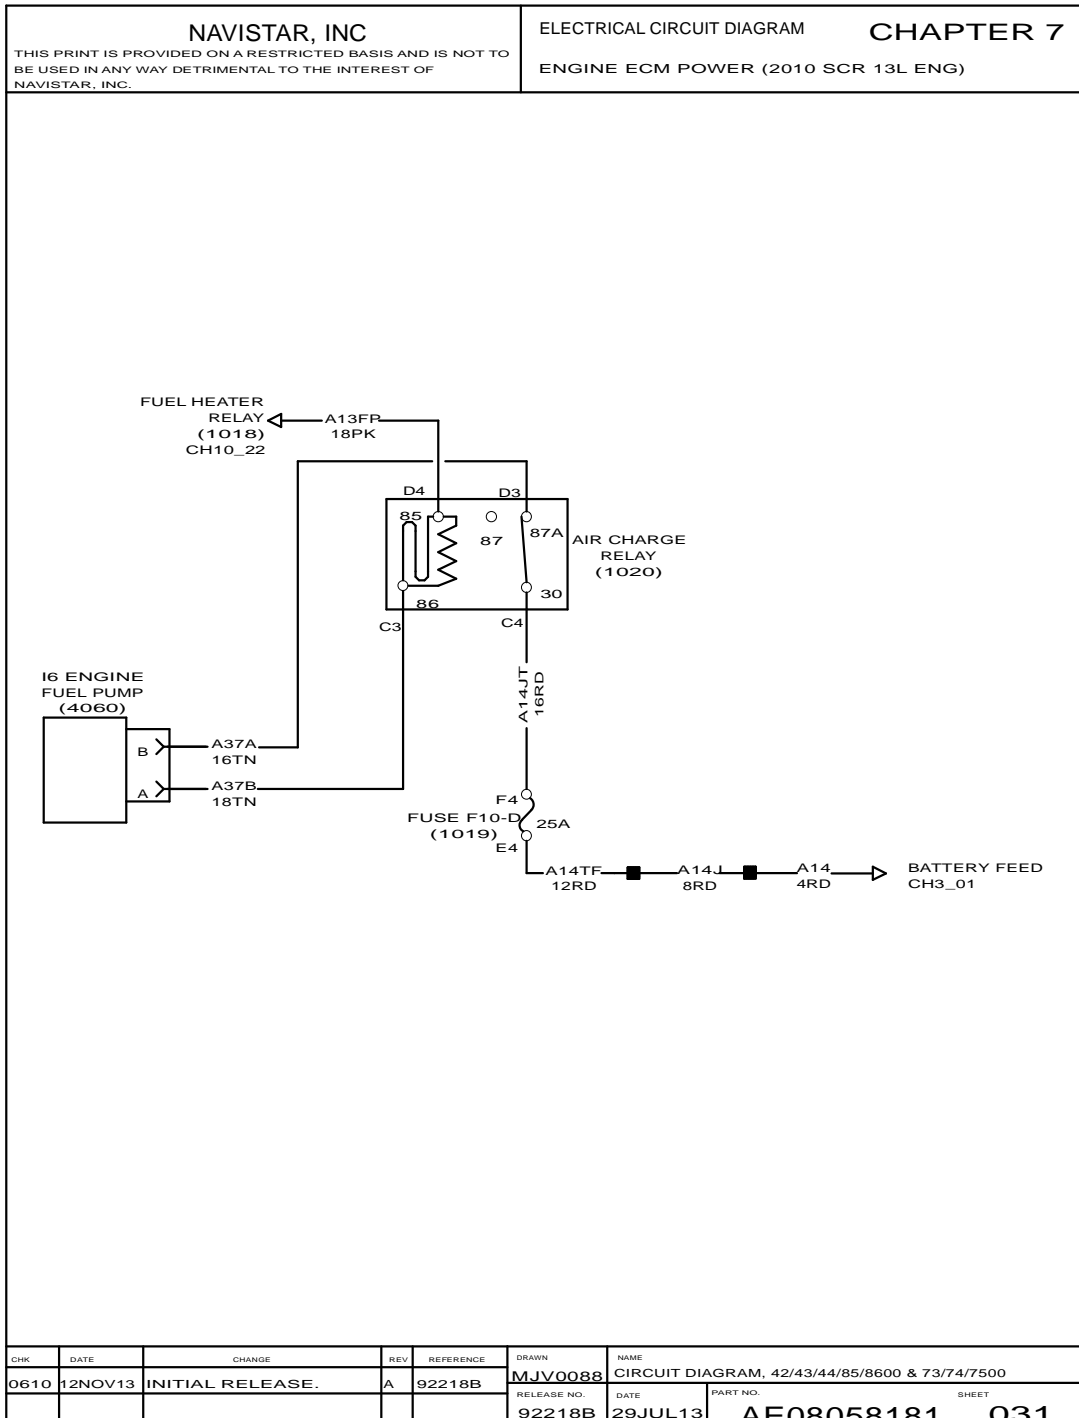 NAVISTAR, INC
THIS PRINT IS PROVIDED ON A RESTRICTED BASIS AND IS NOT TO
BE USED IN ANY WAY DETRIMENTAL TO THE INTEREST OF
NAVISTAR, INC.
ELECTRICAL CIRCUIT DIAGRAM
CHAPTER 7
ENGINE ECM POWER (2010 SCR 13L ENG)
FUEL HEATER
RELAY
(1018)
CH10_22
A13FP
18PK
D4
D3
85
87
87A
30
86
C3
C4
AIR CHARGE
RELAY
(1020)
I6 ENGINE
FUEL PUMP
(4060)
B
A
A37A
16TN
A37B
18TN
A14JT
16RD
F4
FUSE F10-D
(1019)
25A
E4
A14TF
12RD
A14J
8RD
A14
4RD
BATTERY FEED
CH3_01
CHK
DATE
CHANGE
REV
REFERENCE
0610
12NOV13
INITIAL RELEASE.
A
92218B
DRAWN
MJV0088
NAME
CIRCUIT DIAGRAM, 42/43/44/85/8600 & 73/74/7500
RELEASE NO.
92218B
DATE
29JUL13
PART NO.
AE08058181
SHEET
031